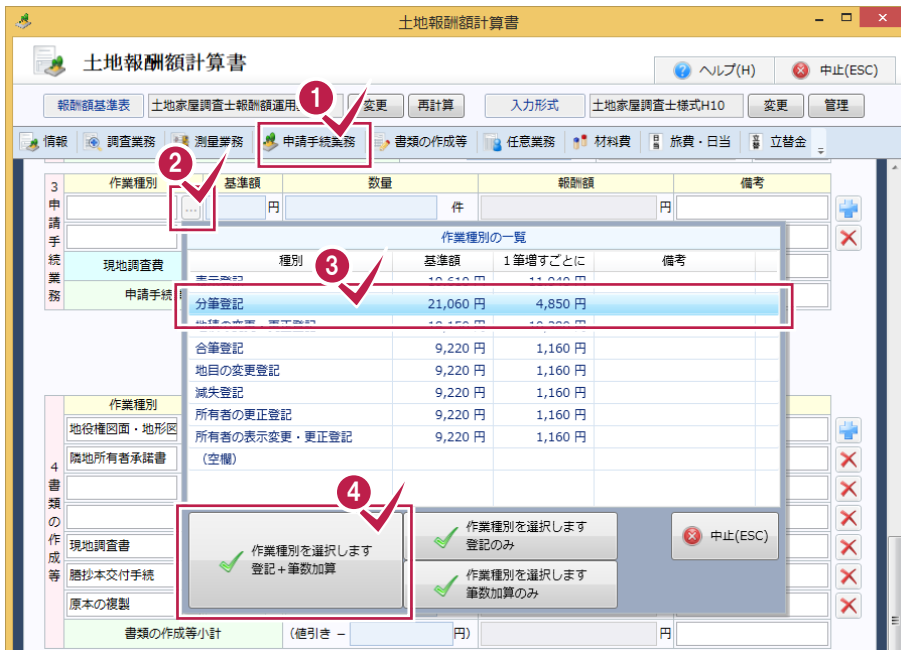 土地報酬額計算書
土地報酬額計算書
ヘルプ(H)
中止(ESC)
報酬額基準表 土地家屋調査士報酬額運用 変更 再計算 入力形式 土地家屋調査士様式H10 変更 管理
1
情報 調査業務 測量業務 申請手続業務 書類の作成等 任意業務 材料費 旅費・日当 立替金
2
3 申請手続業務
作業種別 基準額 数量 報酬額 備考
... 円 件 円
現地調査費
申請手続
作業種別の一覧
種別 基準額 1筆増すごとに 備考
3
分筆登記 21,060 円 4,850 円
合筆登記 9,220 円 1,160 円
地目の変更登記 9,220 円 1,160 円
滅失登記 9,220 円 1,160 円
所有者の更正登記 9,220 円 1,160 円
所有者の表示変更・更正登記 9,220 円 1,160 円
(空欄)
4
作業種別を選択します
登記+筆数加算
作業種別を選択します
登記のみ
作業種別を選択します
筆数加算のみ
中止(ESC)
4 書類の作成等
作業種別
地役権図面・地形図
隣地所有者承諾書
現地調査書
謄抄本交付手続
原本の複製
書類の作成等小計 (値引き - 円) 円